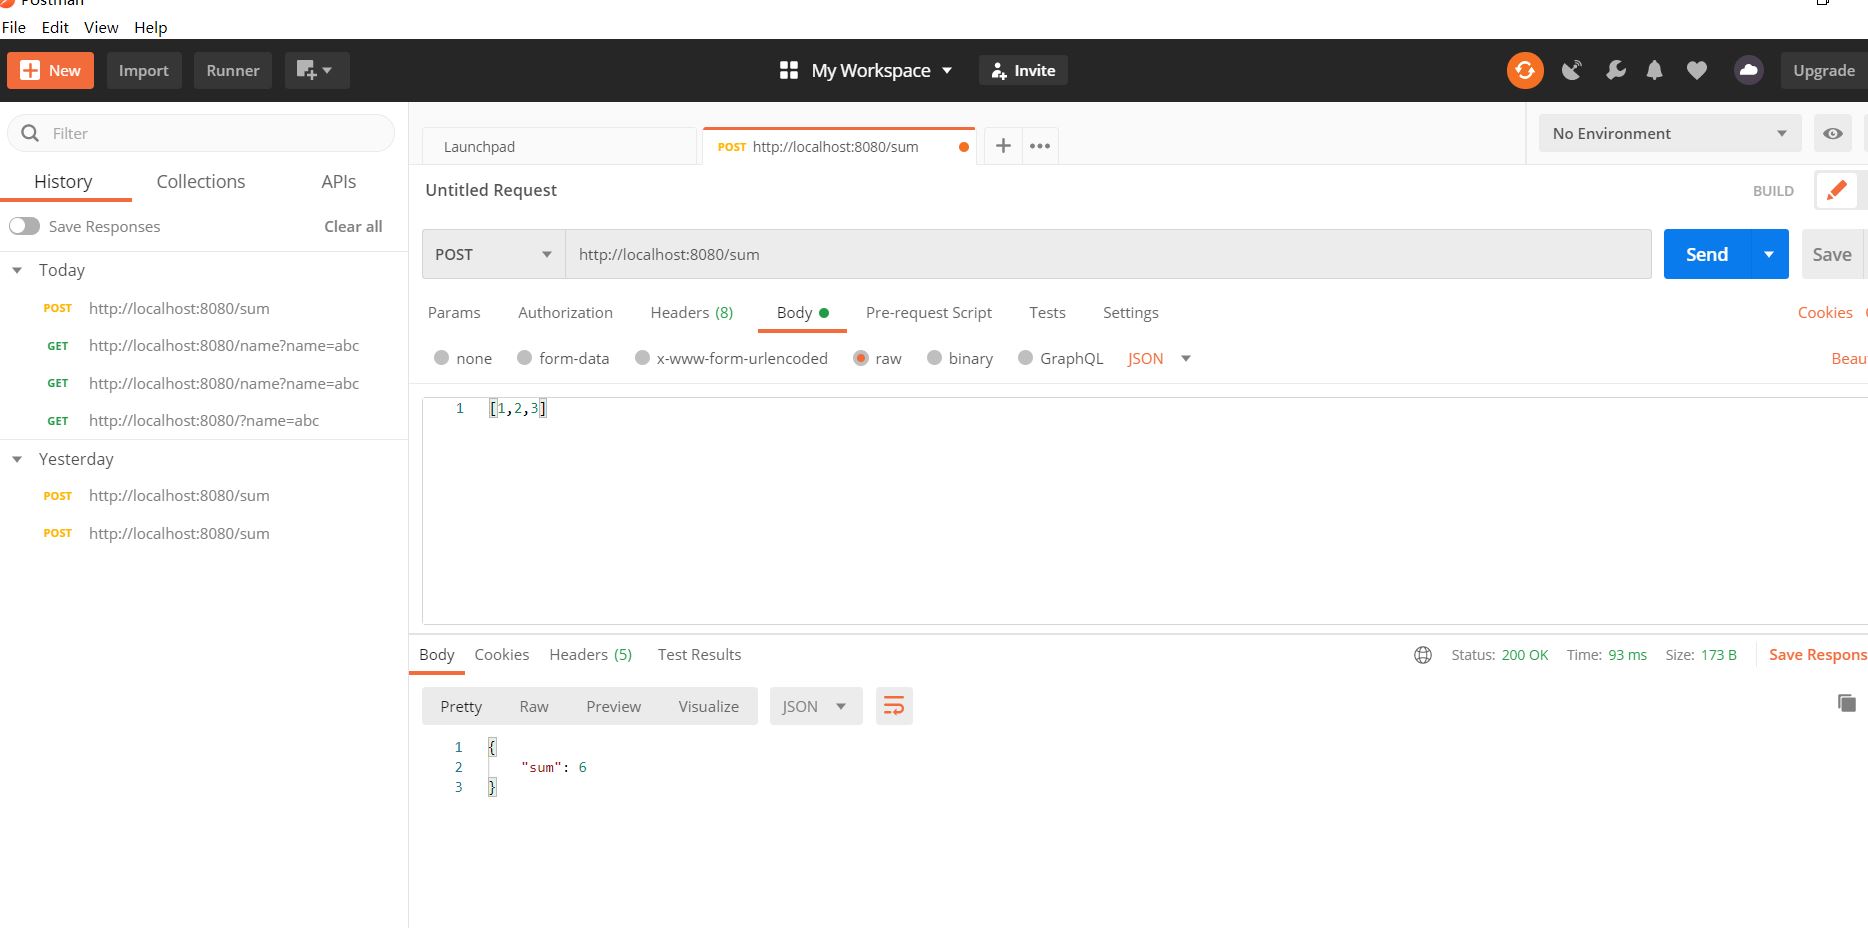 Postman
File Edit View Help
New Import Runner My Workspace Invite Upgrade
Filter
History Collections APIs
Save Responses Clear all
Today
POST http://localhost:8080/sum
GET http://localhost:8080/name?name=abc
GET http://localhost:8080/name?name=abc
GET http://localhost:8080/?name=abc
Yesterday
POST http://localhost:8080/sum
POST http://localhost:8080/sum
Launchpad POST http://localhost:8080/sum No Environment
Untitled Request BUILD
POST http://localhost:8080/sum Send Save
Params Authorization Headers (8) Body Pre-request Script Tests Settings Cookies
none form-data x-www-form-urlencoded raw binary GraphQL JSON Beau
1 [1,2,3]
Body Cookies Headers (5) Test Results Status: 200 OK Time: 93 ms Size: 173 B Save Respons
Pretty Raw Preview Visualize JSON
1 {
2 "sum": 6
3 }